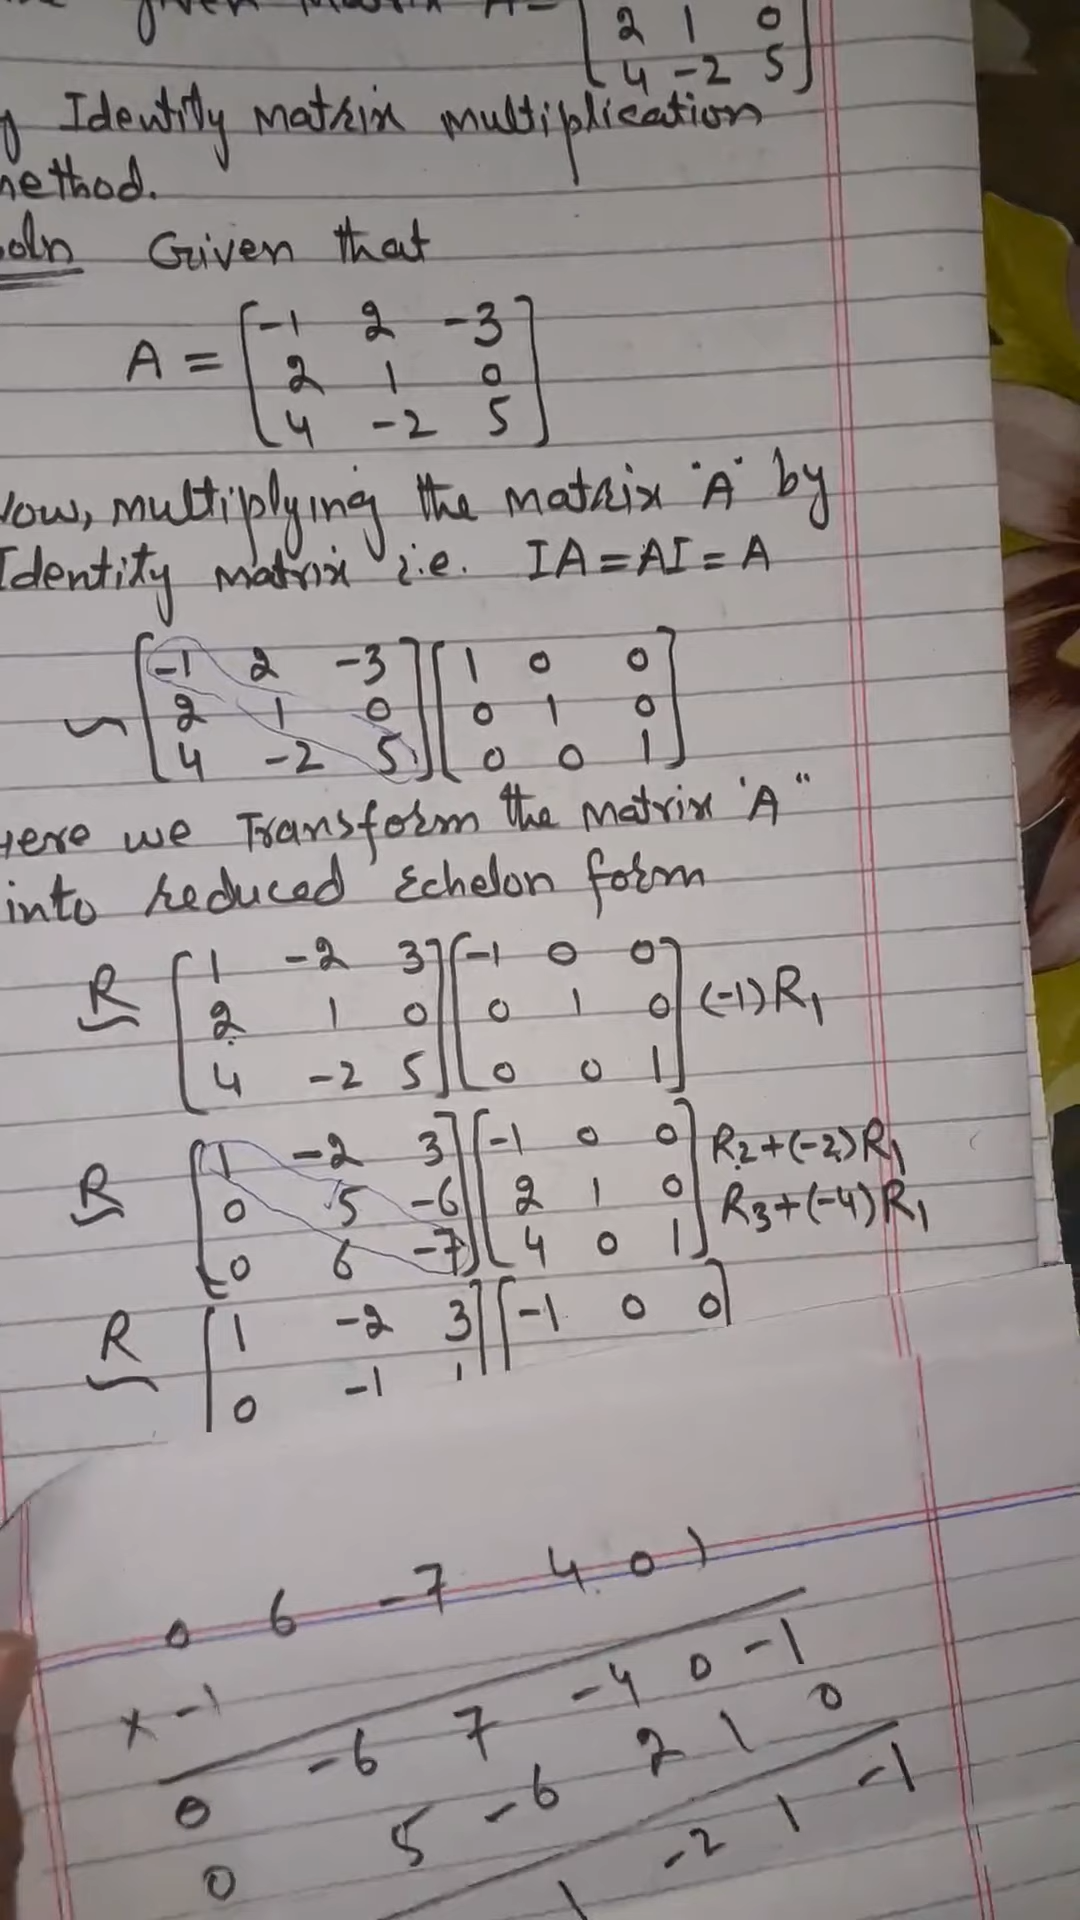 given Matrix A = [
2 1 0
4 -2 5 ]
Identity matrix multiplication
method.
soln Given that
A = [ -1 2 -3
2 1 0
4 -2 5 ]
Now, multiplying the matrix "A" by
Identity matrix i.e. IA = AI = A
~ [ -1 2 -3 ] [ 1 0 0 ]
2 1 0 0 1 0
4 -2 5 0 0 1
Here we Transform the matrix "A"
into reduced Echelon form
R ~ [ 1 -2 3 ] [ -1 0 0 ]
2 1 0 0 1 0 (-1)R1
4 -2 5 0 0 1
R ~ [ 1 -2 3 ] [ -1 0 0 ] R2+(-2)R1
0 5 -6 2 1 0 R3+(-4)R1
0 6 -7 4 0 1
R ~ [ 1 -2 3 ] [ -1 0 0 ]
0 -1 1
0 6 -7 4 0 1
x -1
0 -6 7 -4 0 -1
0 5 -6 2 1 0
1 -2 1 -1